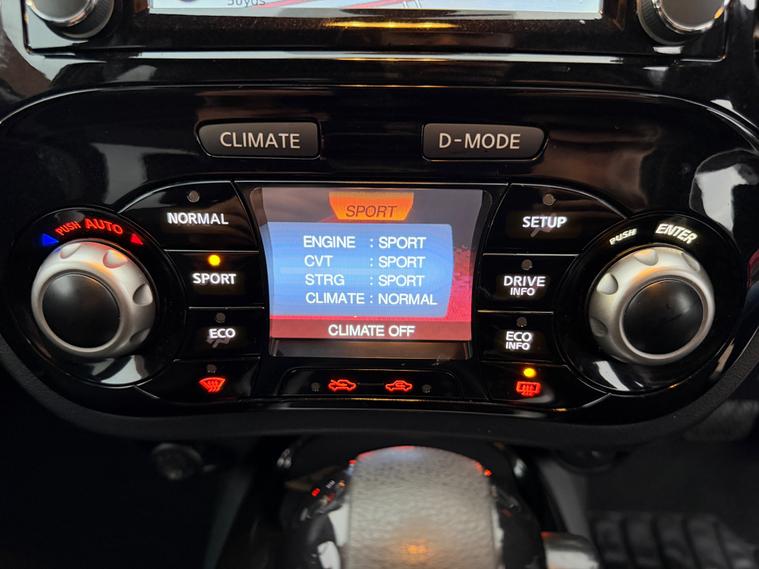 CLIMATE
D-MODE
NORMAL
SPORT
SETUP
PUSH AUTO
PUSH ENTER
ENGINE : SPORT
CVT : SPORT
STRG : SPORT
CLIMATE : NORMAL
CLIMATE OFF
SPORT
DRIVE
INFO
ECO
ECO
INFO